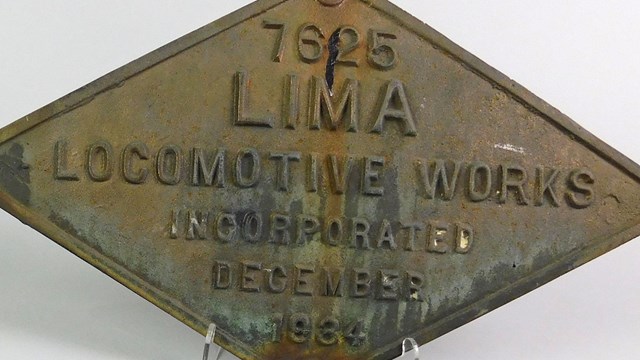 7625
LIMA
LOCOMOTIVE WORKS
INCORPORATED
DECEMBER
1934